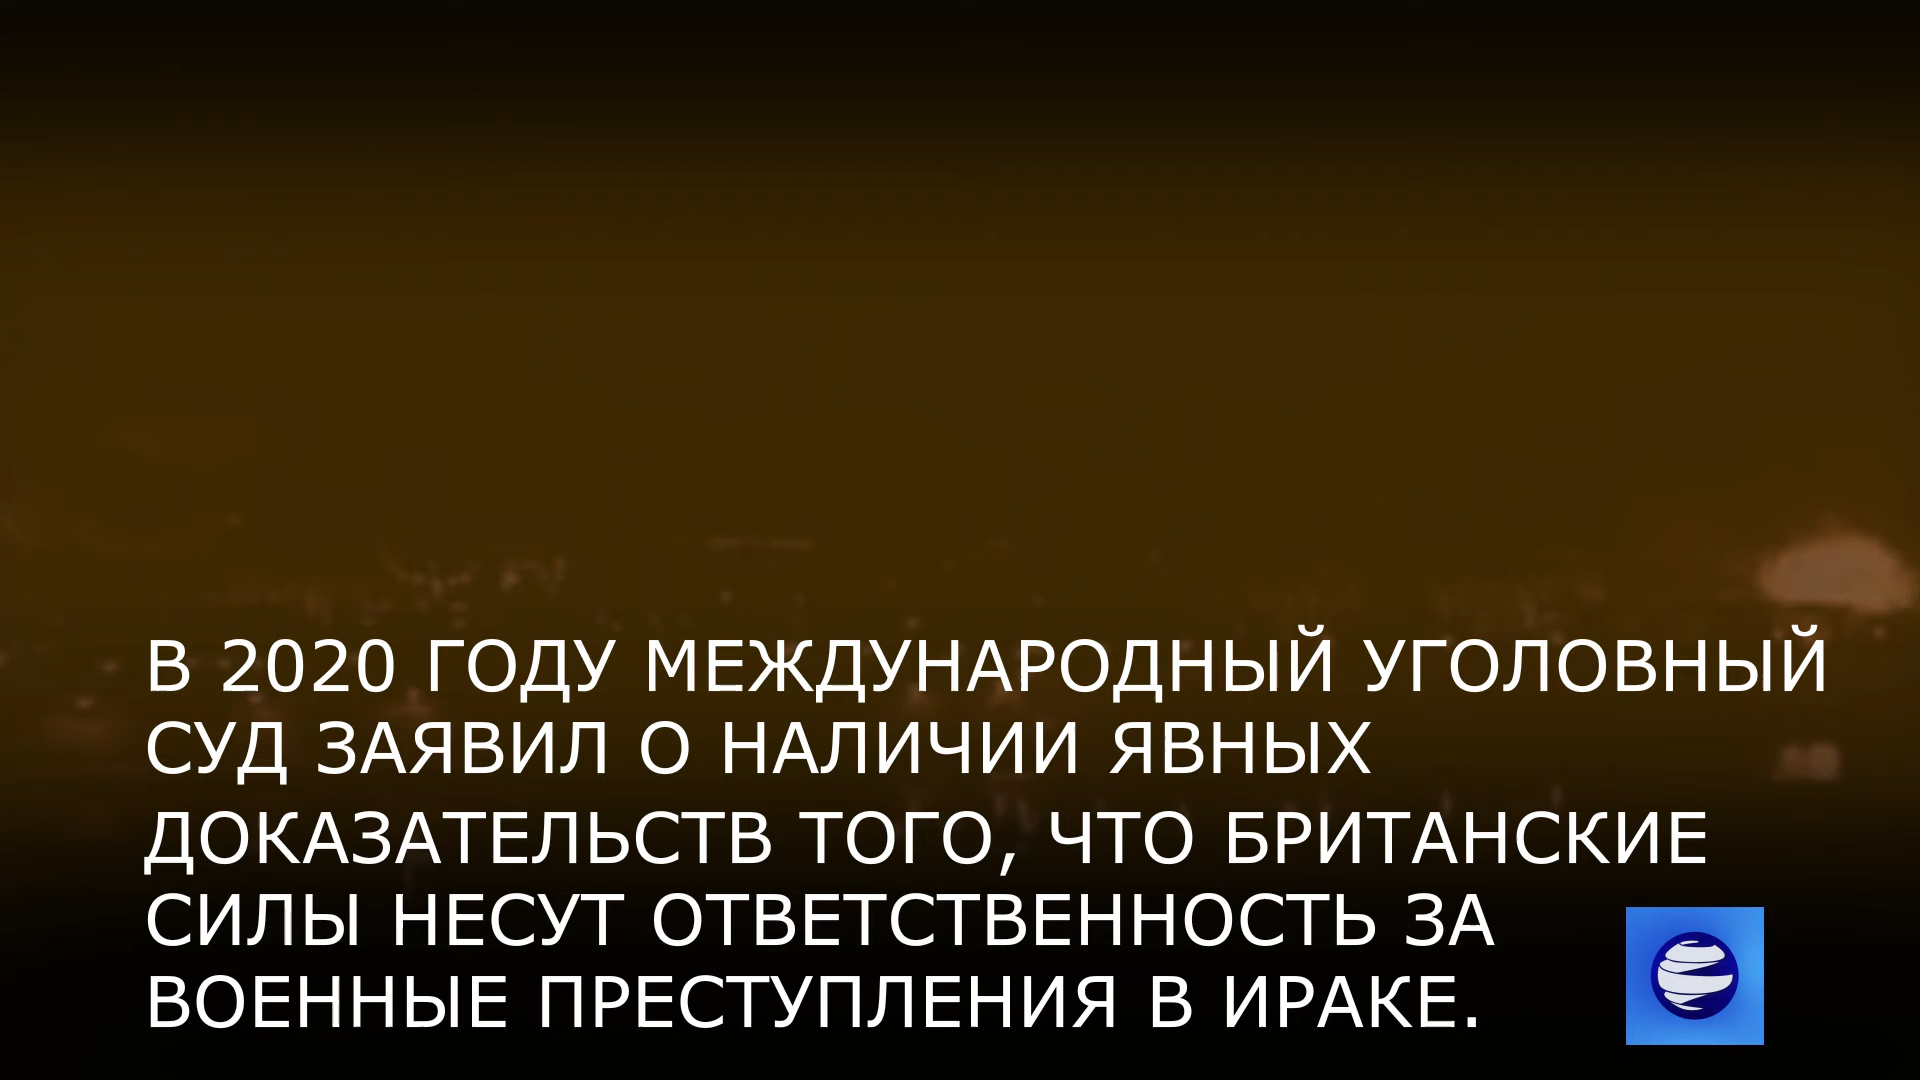 В 2020 ГОДУ МЕЖДУНАРОДНЫЙ УГОЛОВНЫЙ
СУД ЗАЯВИЛ О НАЛИЧИИ ЯВНЫХ
ДОКАЗАТЕЛЬСТВ ТОГО, ЧТО БРИТАНСКИЕ
СИЛЫ НЕСУТ ОТВЕТСТВЕННОСТЬ ЗА
ВОЕННЫЕ ПРЕСТУПЛЕНИЯ В ИРАКЕ.